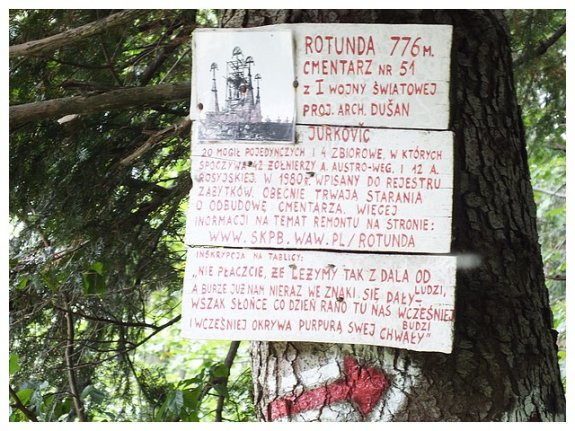 ROTUNDA 776M.
CMENTARZ NR 51
Z I WOJNY ŚWIATOWEJ
PROJ. ARCH. DUŠAN
JURKOVIČ
20 MOGIŁ POJEDYNCZYCH I 4 ZBIOROWE, W KTÓRYCH
SPOCZYWA 42 ŻOŁNIERZY A. AUSTRO-WĘG. I 12 A.
ROSYJSKIEJ. W 1980R. WPISANY DO REJESTRU
ZABYTKÓW. OBECNIE TRWAJĄ STARANIA
O ODBUDOWĘ CMENTARZA. WIĘCEJ
INORMACJI NA TEMAT REMONTU NA STRONIE:
WWW.SKPB.WAW.PL/ROTUNDA
INSKRYPCJA NA TABLICY:
„NIE PŁACZCIE, ŻE LEŻYMY TAK Z DALA OD LUDZI,
A BURZE JUŻ NAM NIERAZ WE ZNAKI SIĘ DAŁY-
WSZAK SŁOŃCE CO DZIEŃ RANO TU NAS WCZEŚNIEJ BUDZI
I WCZEŚNIEJ OKRYWA PURPURĄ SWEJ CHWAŁY"